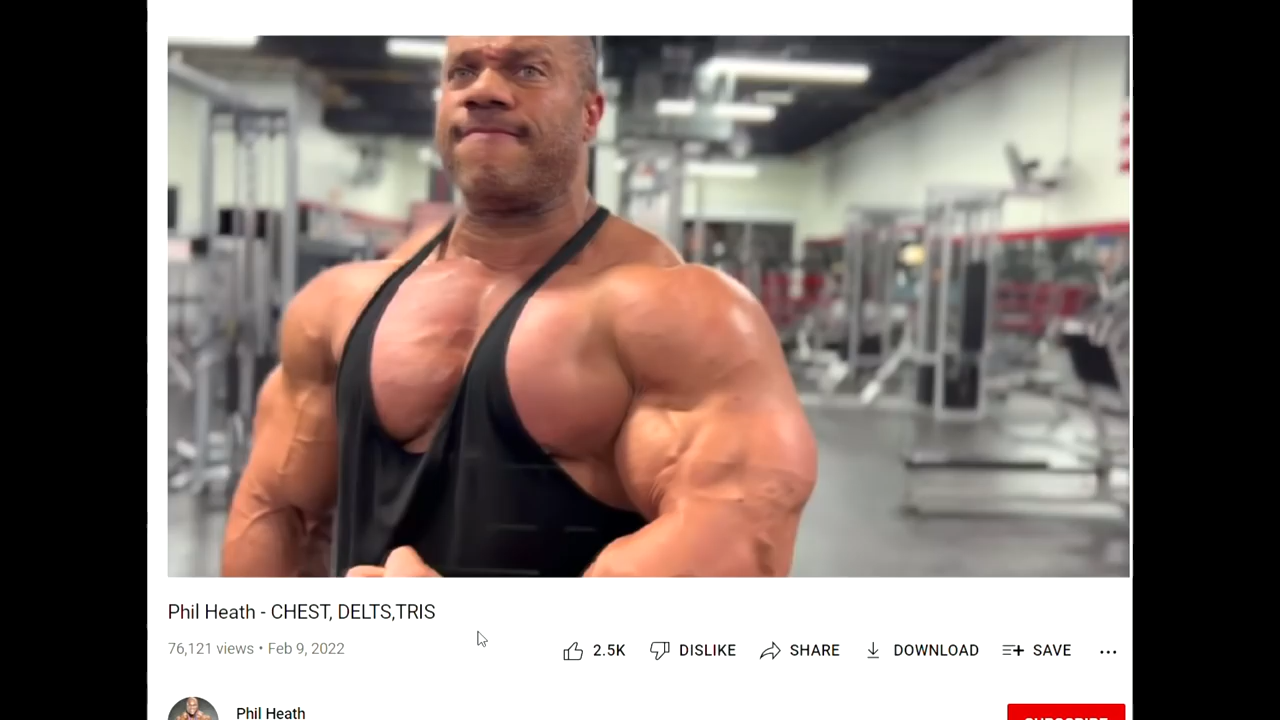 Phil Heath - CHEST, DELTS,TRIS
76,121 views • Feb 9, 2022
2.5K DISLIKE SHARE DOWNLOAD SAVE
Phil Heath
SUBSCRIBE